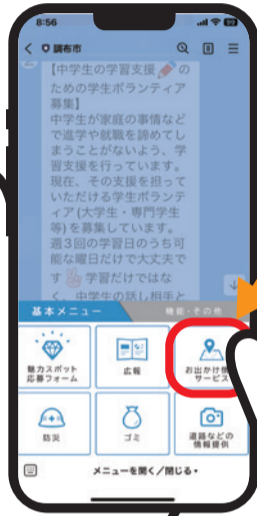 8:56
調布市
【中学生の学習支援 の
ための学生ボランティア
募集】
中学生が家庭の事情など
で進学や就職を諦めてし
まうことがないよう、学
習支援を行っています。
現在、その支援を担って
いただける学生ボランテ
ィア(大学生・専門学生
等)を募集しています。
週3回の学習日のうち可
能な曜日だけで大丈夫で
す 学習だけではな
く、中学生の話し相手と
基本メニュー
機能・その他
魅力スポット
応募フォーム
広報
お出かけ
サービス
防災
ゴミ
道路などの
情報提供
メニューを開く／閉じる